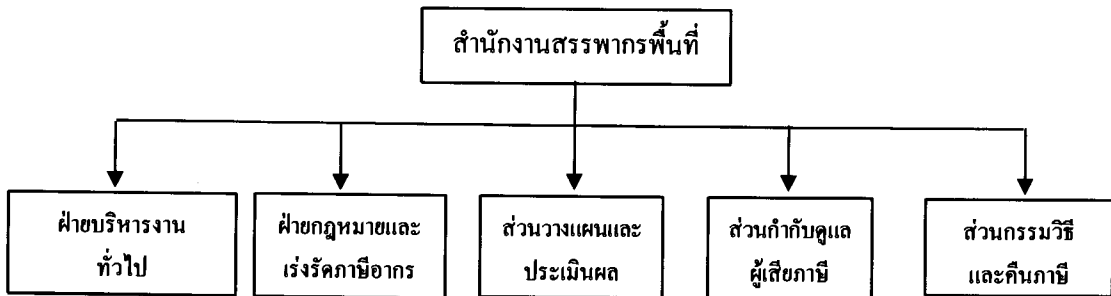 สำนักงานสรรพากรพื้นที่
ฝ่ายบริหารงาน
ทั่วไป
ฝ่ายกฎหมายและ
เร่งรัดภาษีอากร
ส่วนวางแผนและ
ประเมินผล
ส่วนกำกับดูแล
ผู้เสียภาษี
ส่วนกรรมวิธี
และคืนภาษี